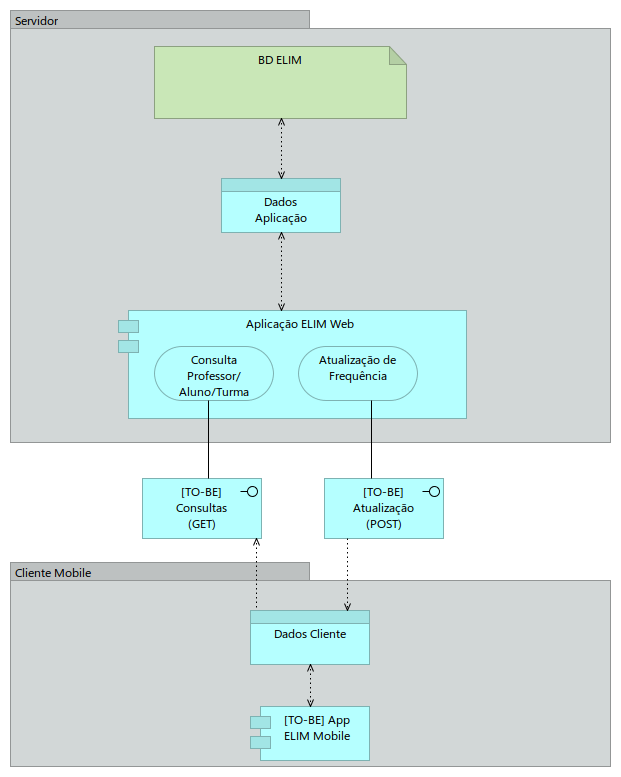 Servidor
BD ELIM
Dados
Aplicação
Aplicação ELIM Web
Consulta
Professor/
Aluno/Turma
Atualização de
Frequência
[TO-BE]
Consultas
(GET)
[TO-BE]
Atualização
(POST)
Cliente Mobile
Dados Cliente
[TO-BE] App
ELIM Mobile